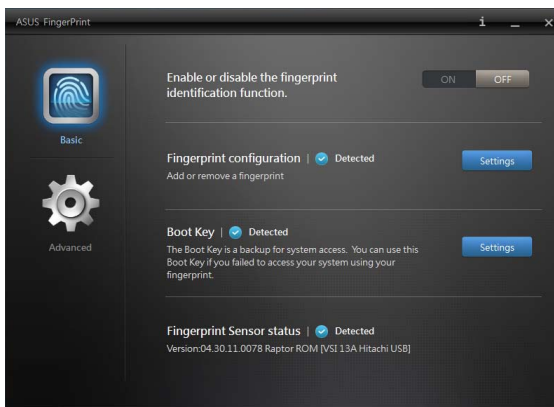 ASUS FingerPrint
i
Enable or disable the fingerprint
identification function.
ON OFF
Basic
Fingerprint configuration | Detected
Add or remove a fingerprint
Settings
Advanced
Boot Key | Detected
The Boot Key is a backup for system access. You can use this
Boot Key if you failed to access your system using your
fingerprint.
Settings
Fingerprint Sensor status | Detected
Version:04.30.11.0078 Raptor ROM [VSI 13A Hitachi USB]